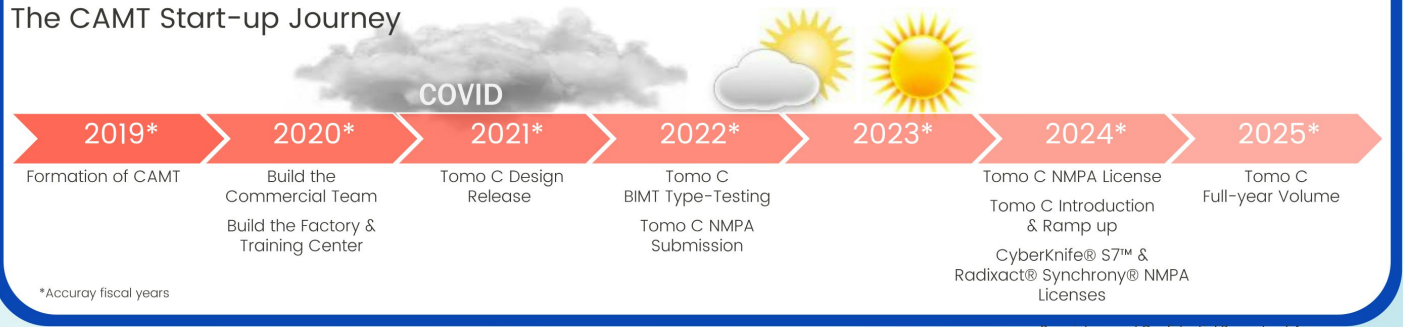 The CAMT Start-up Journey
COVID
2019*
2020*
2021*
2022*
2023*
2024*
2025*
Formation of CAMT
Build the
Commercial Team
Build the Factory &
Training Center
Tomo C Design
Release
Tomo C
BIMT Type-Testing
Tomo C NMPA
Submission
Tomo C NMPA License
Tomo C Introduction
& Ramp up
CyberKnife® S7™ &
Radixact® Synchrony® NMPA
Licenses
Tomo C
Full-year Volume
*Accuray fiscal years